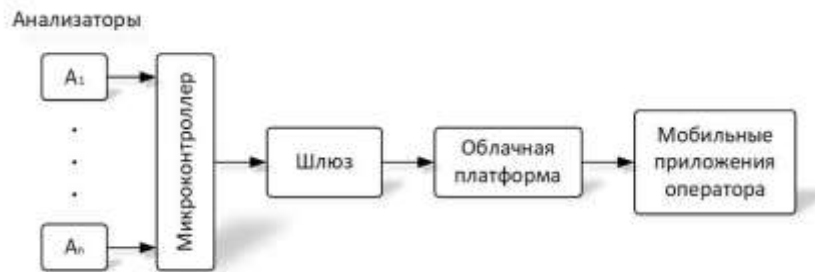 Анализаторы
A₁
Микроконтроллер
Шлюз
Облачная
платформа
Мобильные
приложения
оператора
Aₙ